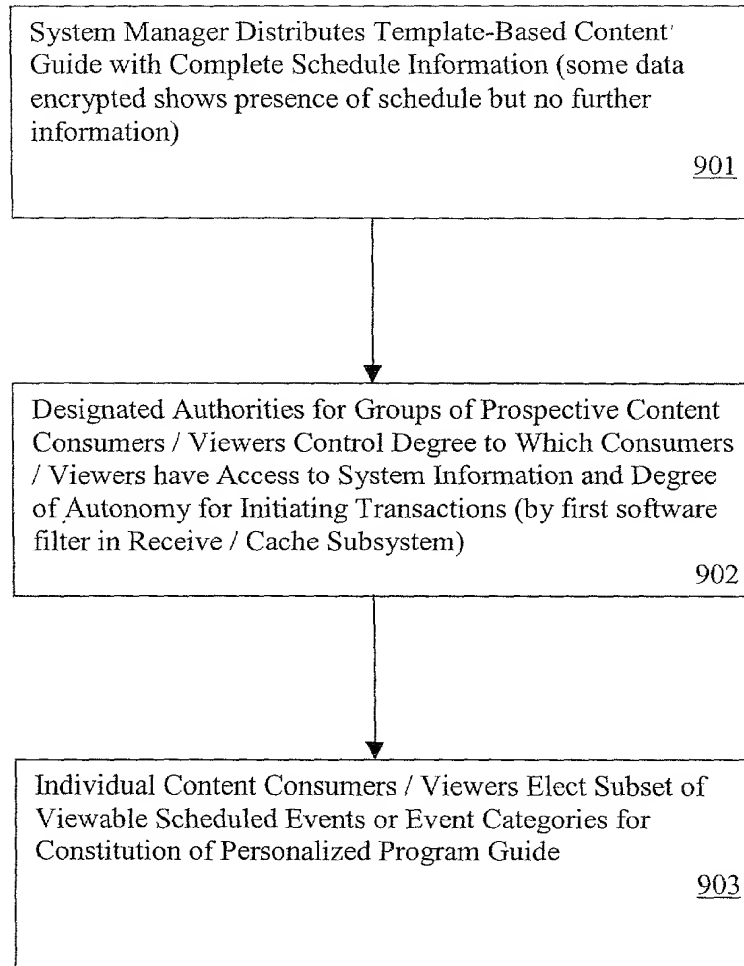 System Manager Distributes Template-Based Content
Guide with Complete Schedule Information (some data
encrypted shows presence of schedule but no further
information)
901
Designated Authorities for Groups of Prospective Content
Consumers / Viewers Control Degree to Which Consumers
/ Viewers have Access to System Information and Degree
of Autonomy for Initiating Transactions (by first software
filter in Receive / Cache Subsystem)
902
Individual Content Consumers / Viewers Elect Subset of
Viewable Scheduled Events or Event Categories for
Constitution of Personalized Program Guide
903